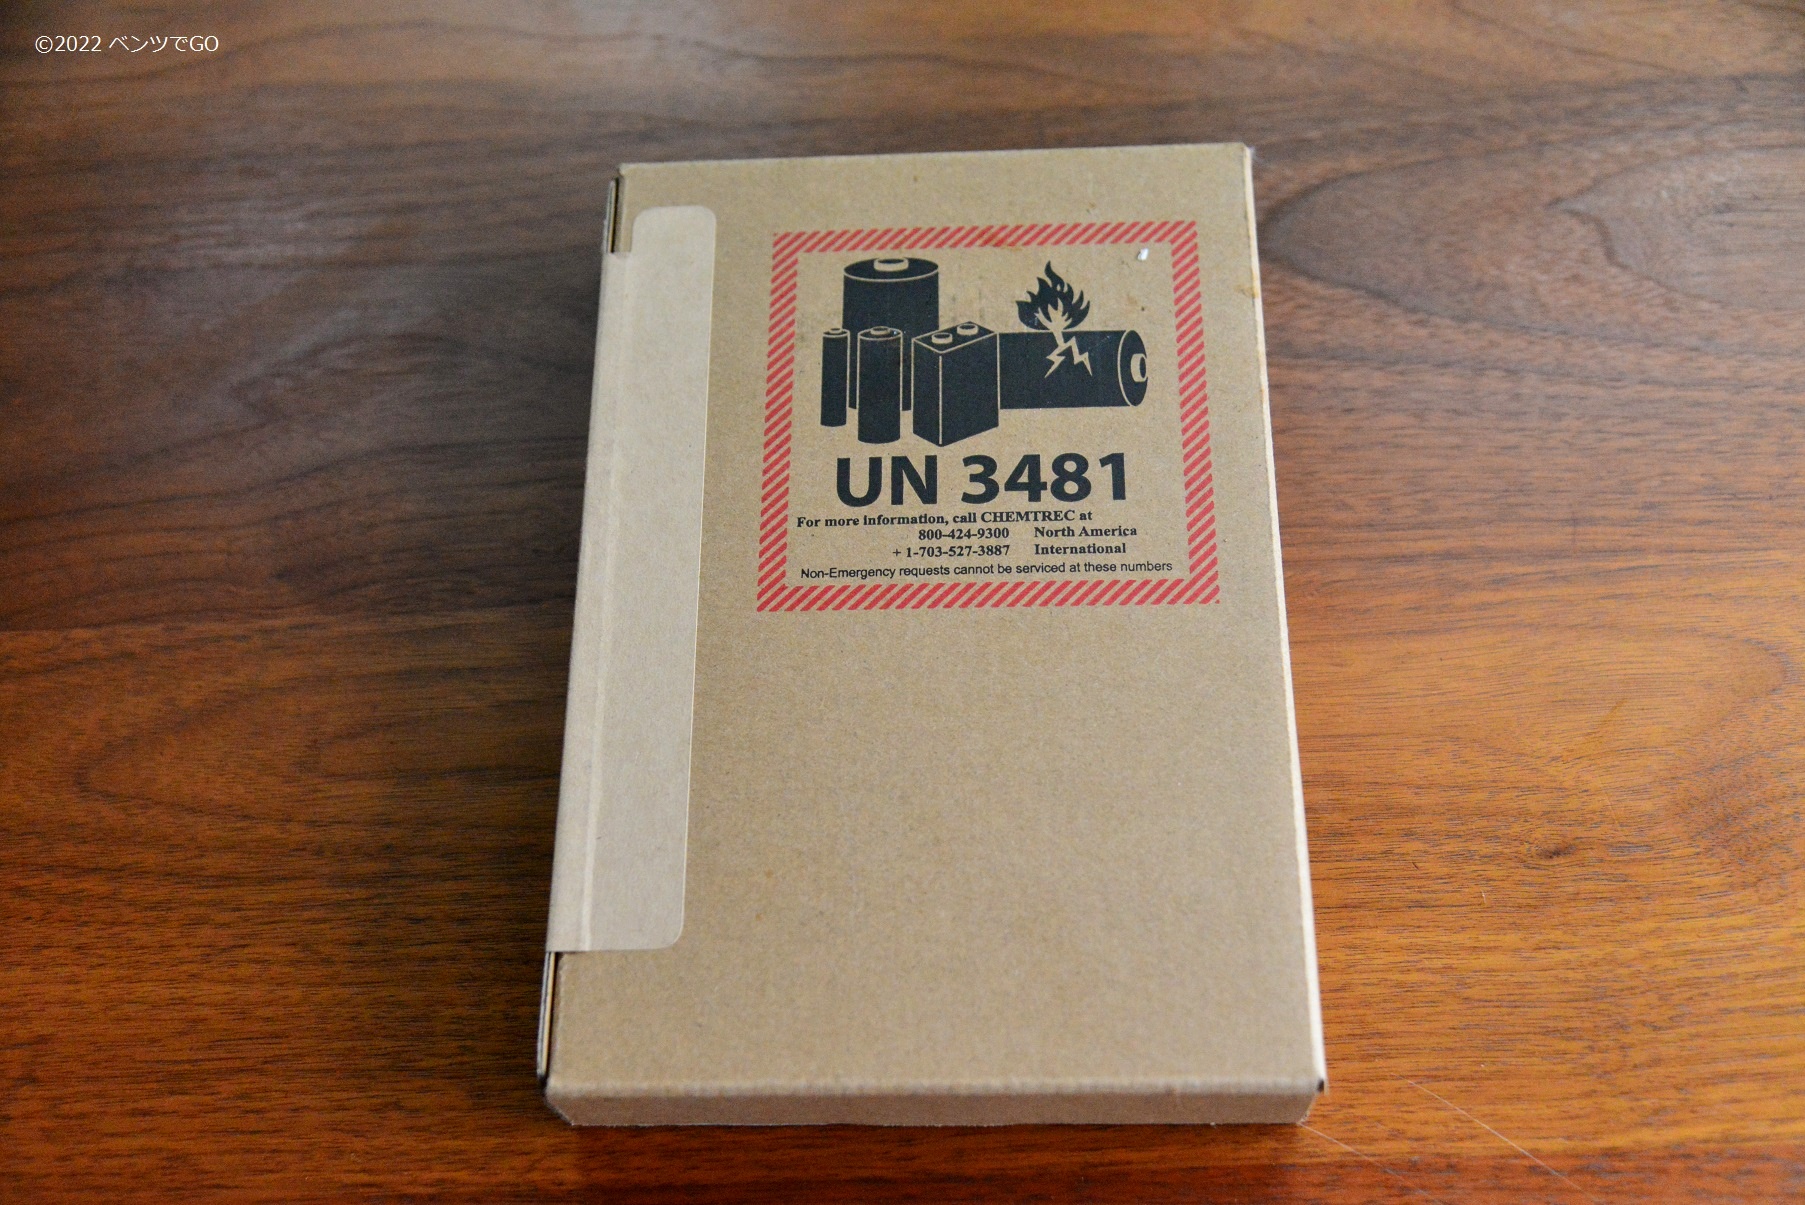 ©2022 ベンツでGO
UN 3481
For more information, call CHEMTREC at
800-424-9300 North America
+ 1-703-527-3887 International
Non-Emergency requests cannot be serviced at these numbers